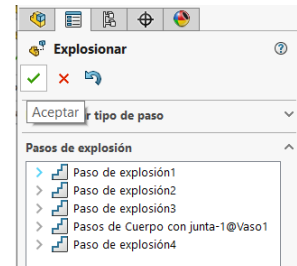 Explosionar
Aceptar r tipo de paso
Pasos de explosión
Paso de explosión1
Paso de explosión2
Paso de explosión3
Pasos de Cuerpo con junta-1@Vaso1
Paso de explosión4